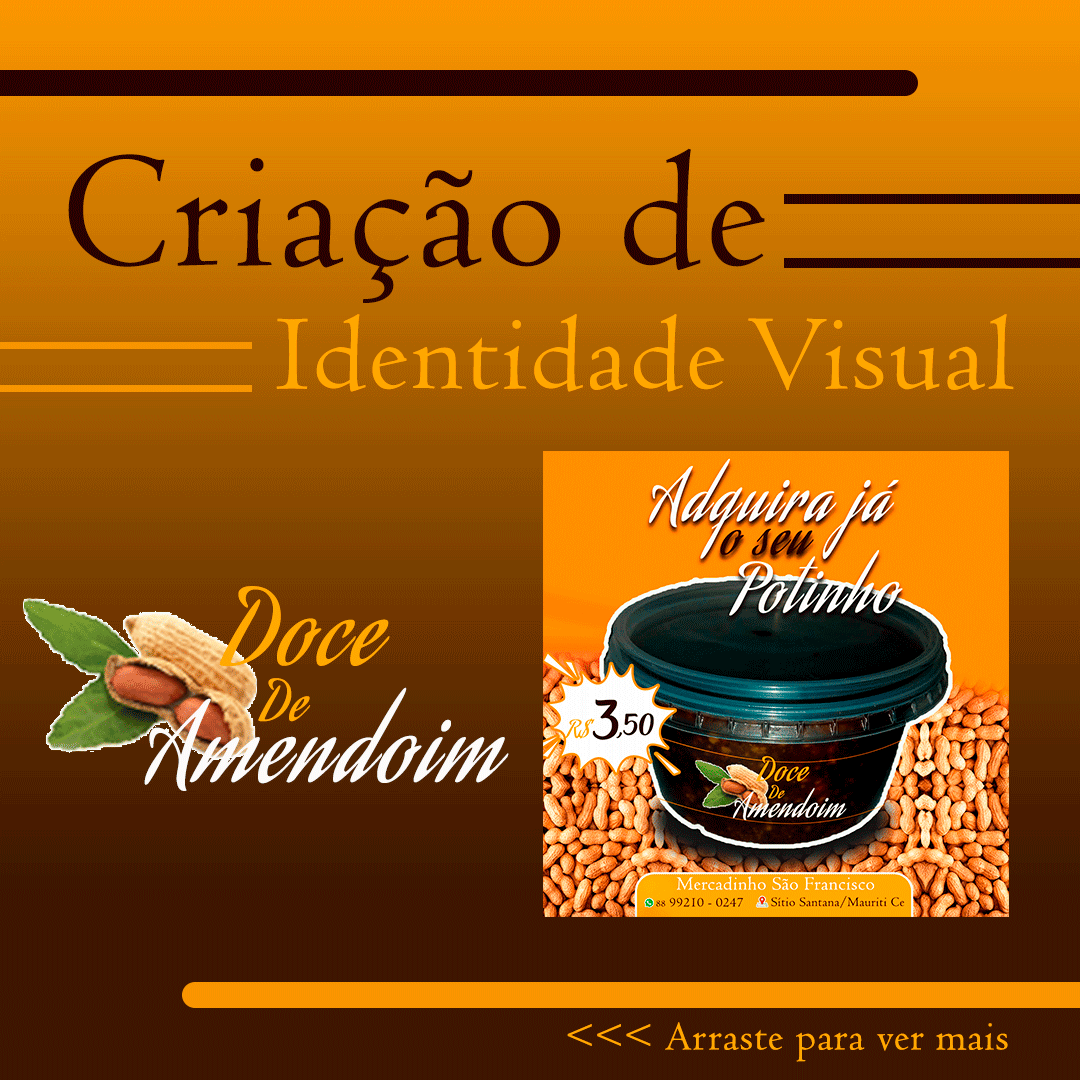 Criação de
Identidade Visual
Adquira já
o seu
Potinho
R$3,50
Doce
De
Amendoim
Doce
De
Amendoim
Mercadinho São Francisco
88 99210 - 0247 Sítio Santana/Mauriti Ce
<<< Arraste para ver mais